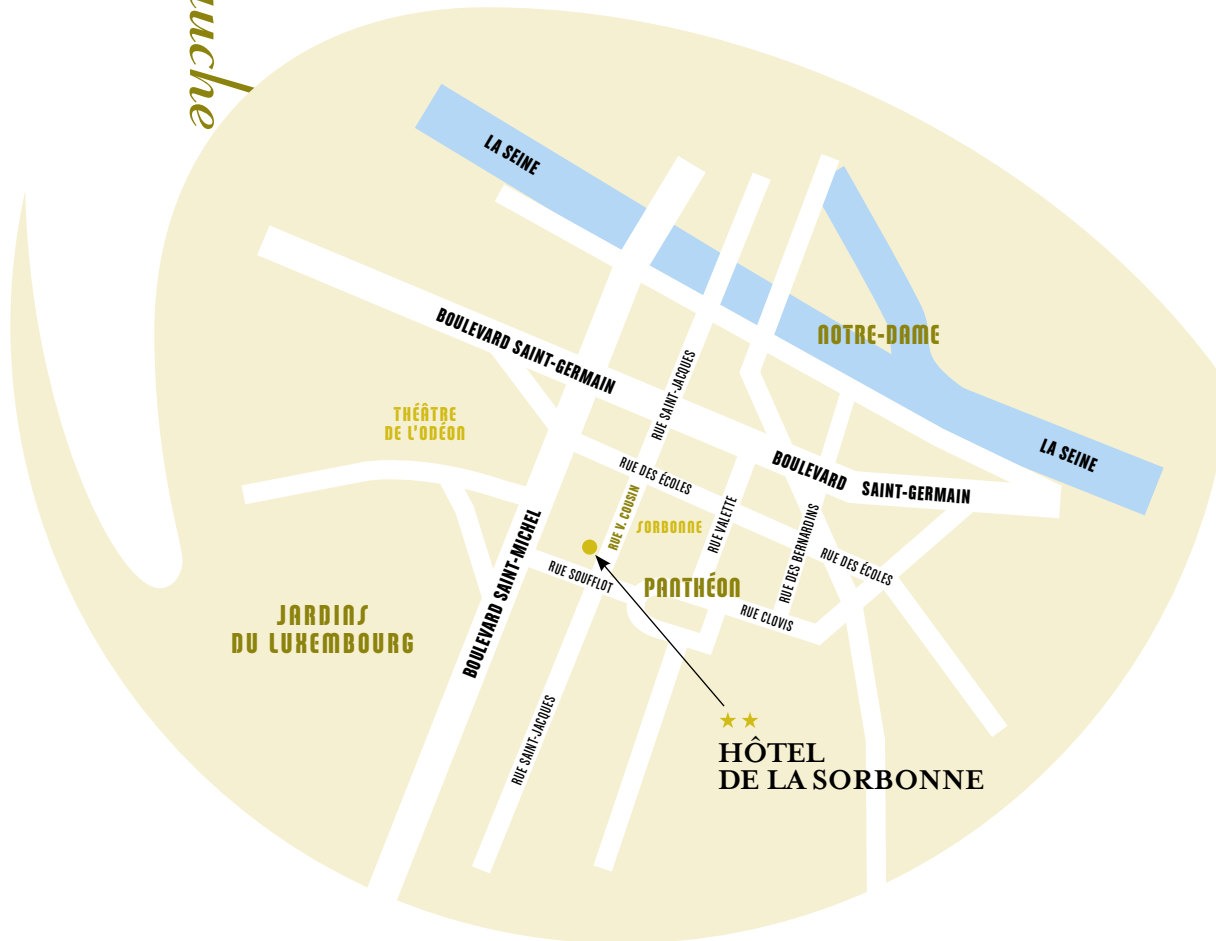 LA SEINE
BOULEVARD SAINT-GERMAIN
NOTRE-DAME
RUE SAINT-JACQUES
THÉÂTRE
DE L'ODÉON
RUE DES ÉCOLES
BOULEVARD SAINT-GERMAIN
LA SEINE
RUE V. COUSIN
SORBONNE
RUE VALETTE
RUE DES BERNARDINS
RUE DES ÉCOLES
BOULEVARD SAINT-MICHEL
RUE SOUFFLOT
PANTHÉON
RUE CLOVIS
JARDINS
DU LUXEMBOURG
RUE SAINT-JACQUES
HÔTEL
DE LA SORBONNE